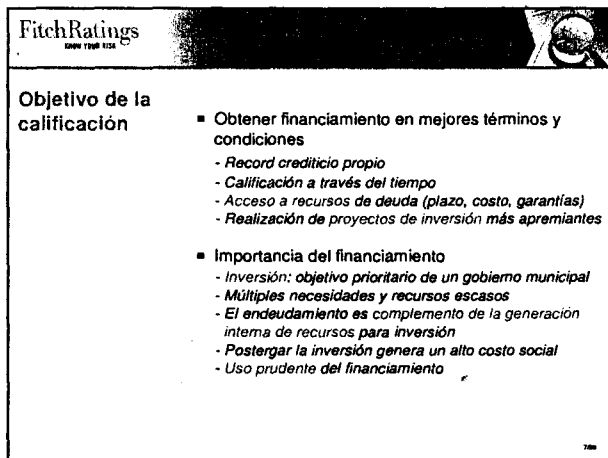 FitchRatings
KNOW YOUR RISK
Objetivo de la
calificación
▪ Obtener financiamiento en mejores términos y
condiciones
- Record crediticio propio
- Calificación a través del tiempo
- Acceso a recursos de deuda (plazo, costo, garantías)
- Realización de proyectos de inversión más apremiantes
▪ Importancia del financiamiento
- Inversión: objetivo prioritario de un gobierno municipal
- Múltiples necesidades y recursos escasos
- El endeudamiento es complemento de la generación
interna de recursos para inversión
- Postergar la inversión genera un alto costo social
- Uso prudente del financiamiento